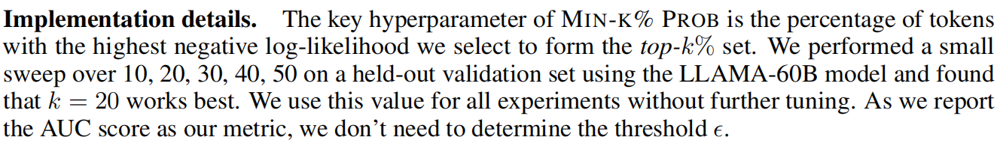 Implementation details. The key hyperparameter of MIN-K% PROB is the percentage of tokens
with the highest negative log-likelihood we select to form the top-k% set. We performed a small
sweep over 10, 20, 30, 40, 50 on a held-out validation set using the LLAMA-60B model and found
that k = 20 works best. We use this value for all experiments without further tuning. As we report
the AUC score as our metric, we don't need to determine the threshold ϵ.